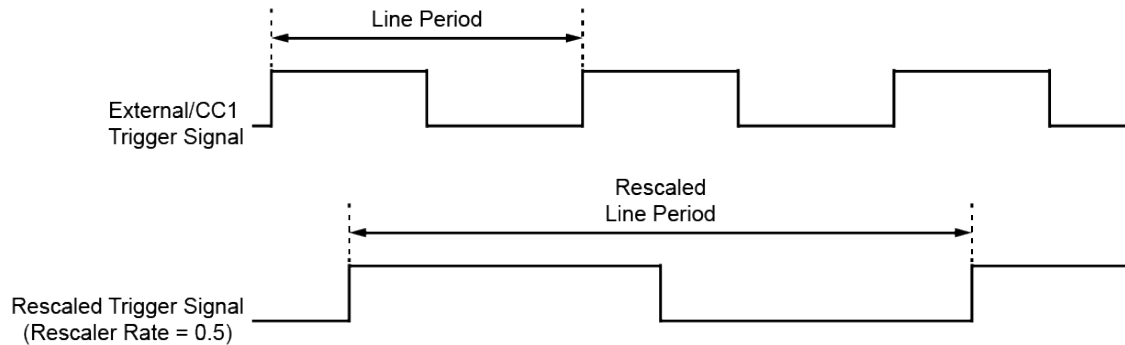 Line Period
External/CC1
Trigger Signal
Rescaled
Line Period
Rescaled Trigger Signal
(Rescaler Rate = 0.5)